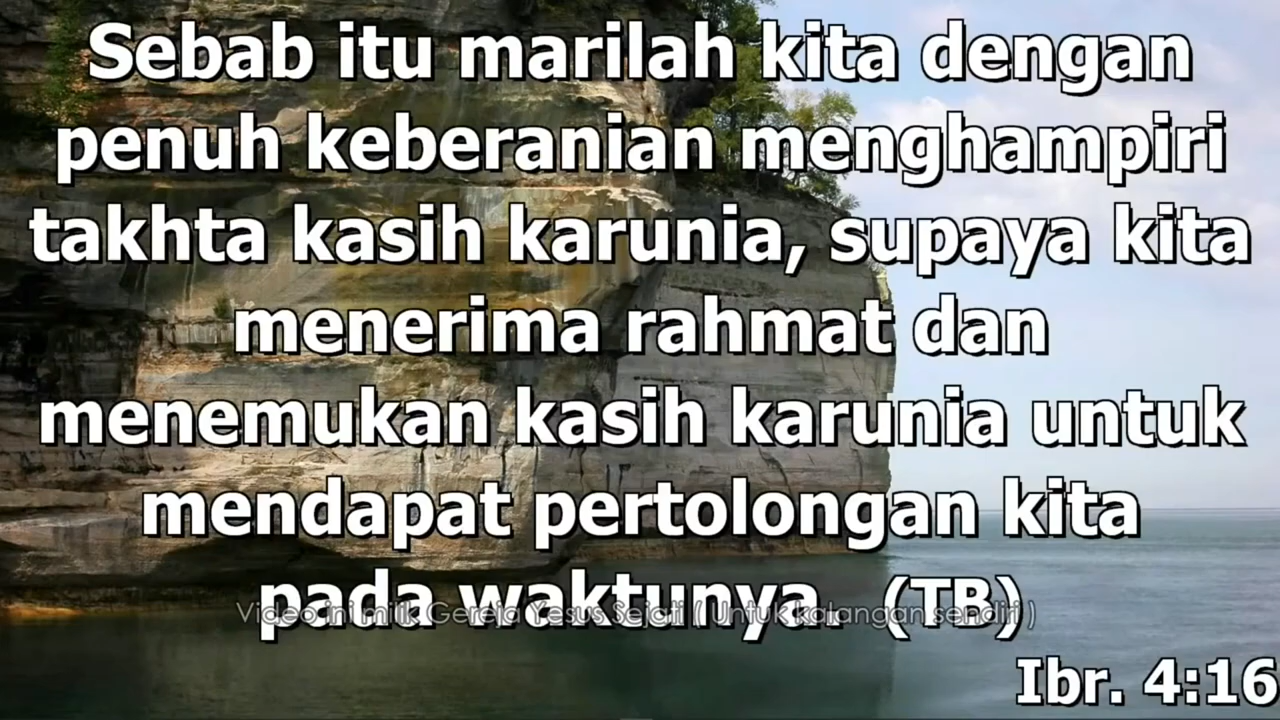 Sebab itu marilah kita dengan
penuh keberanian menghampiri
takhta kasih karunia, supaya kita
menerima rahmat dan
menemukan kasih karunia untuk
mendapat pertolongan kita
pada waktunya. (TB)
Video ini milik Gereja Yesus Sejati ( Untuk kalangan sendiri )
Ibr. 4:16